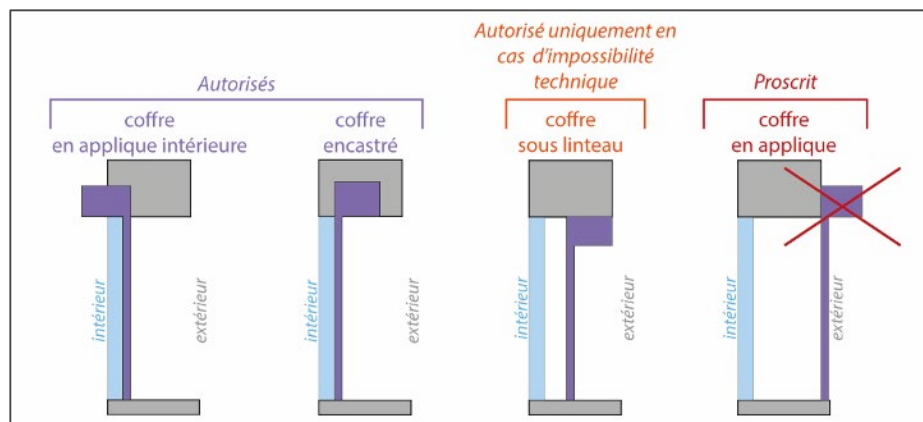 Autorisé uniquement en
cas d'impossibilité
technique
Autorisés
Proscrit
coffre
en applique intérieure
coffre
encastré
coffre
sous linteau
coffre
en applique
intérieur
extérieur
intérieur
extérieur
intérieur
extérieur
intérieur
extérieur